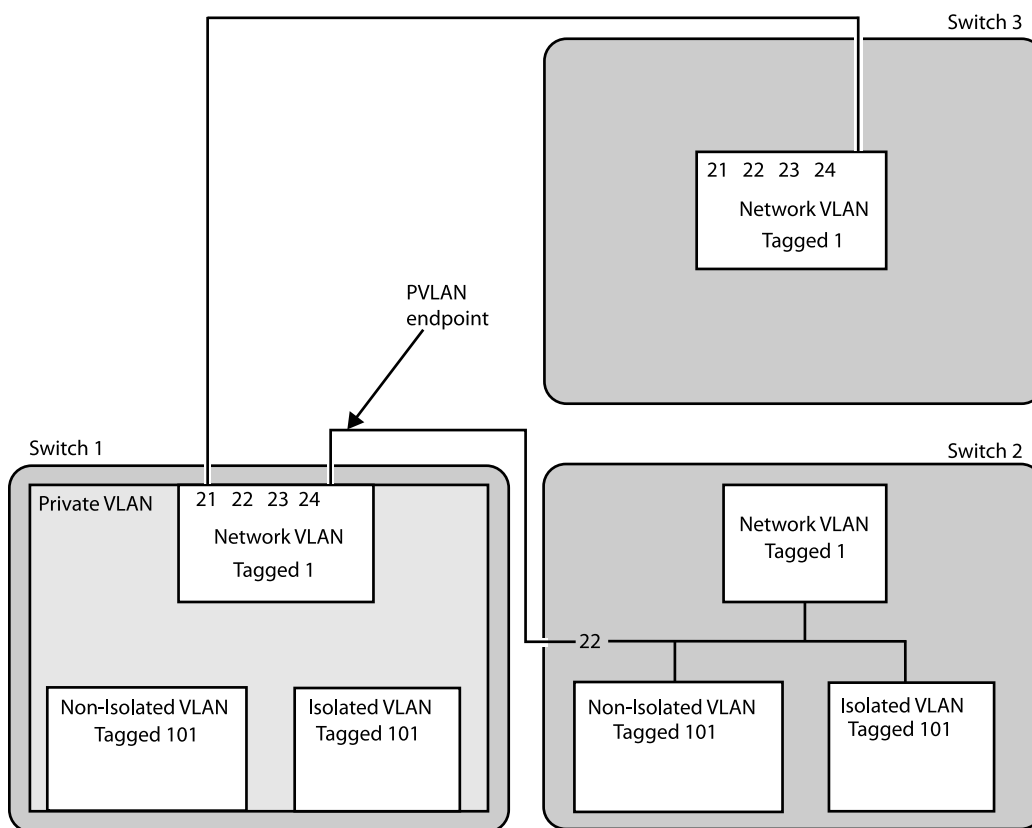 Switch 3
21 22 23 24
Network VLAN
Tagged 1
PVLAN
endpoint
Switch 1
Private VLAN
21 22 23 24
Network VLAN
Tagged 1
Non-Isolated VLAN
Tagged 101
Isolated VLAN
Tagged 101
Switch 2
Network VLAN
Tagged 1
22
Non-Isolated VLAN
Tagged 101
Isolated VLAN
Tagged 101